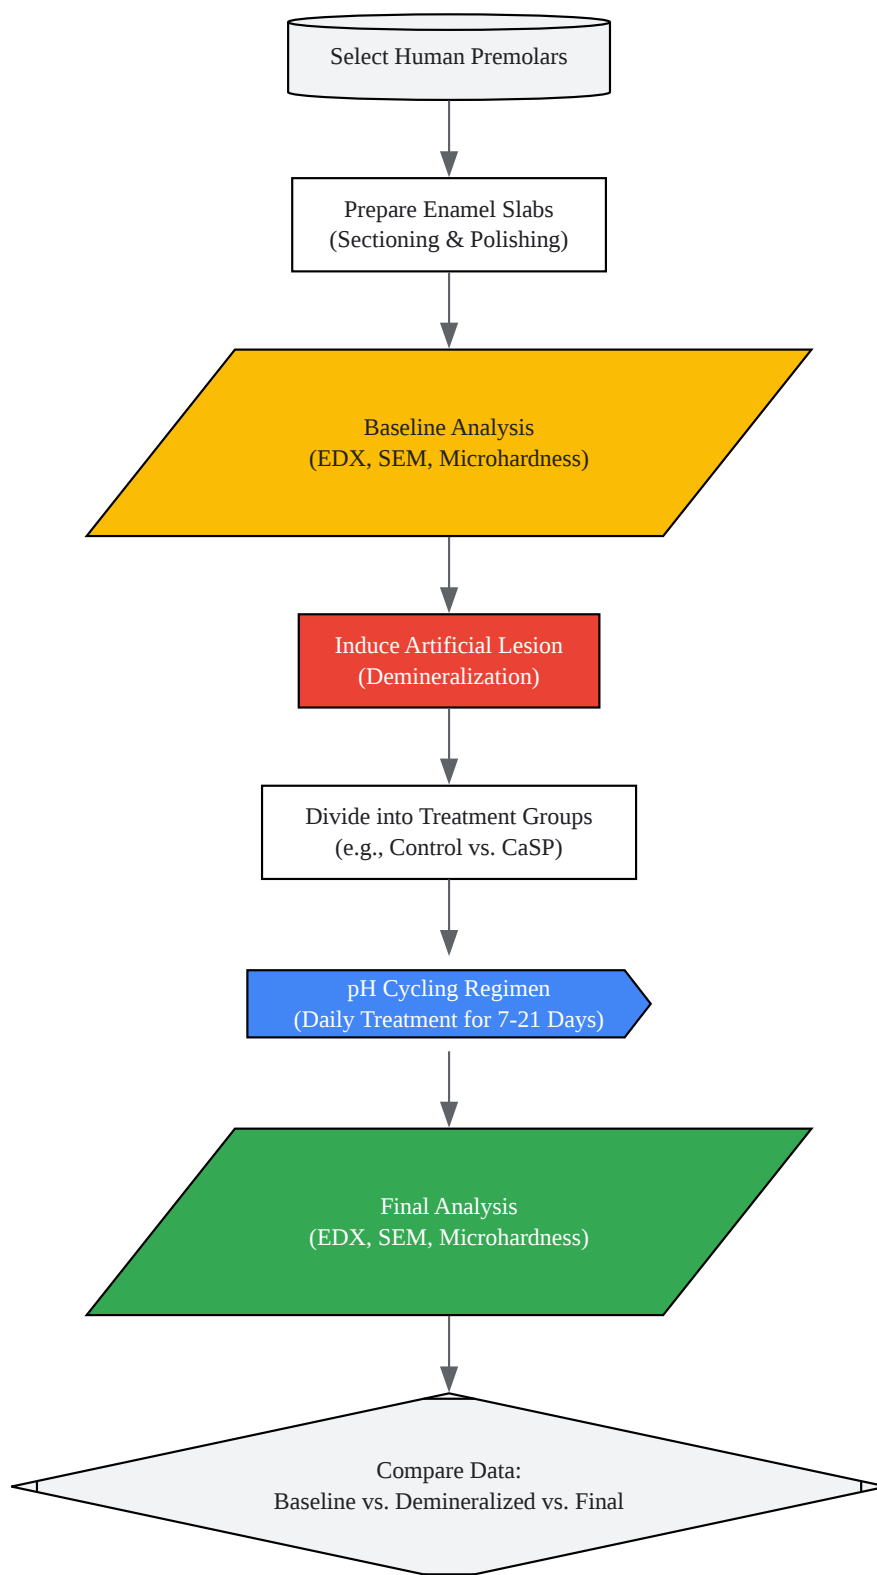 Select Human Premolars
Prepare Enamel Slabs
(Sectioning & Polishing)
Baseline Analysis
(EDX, SEM, Microhardness)
Induce Artificial Lesion
(Demineralization)
Divide into Treatment Groups
(e.g., Control vs. CaSP)
pH Cycling Regimen
(Daily Treatment for 7-21 Days)
Final Analysis
(EDX, SEM, Microhardness)
Compare Data:
Baseline vs. Demineralized vs. Final